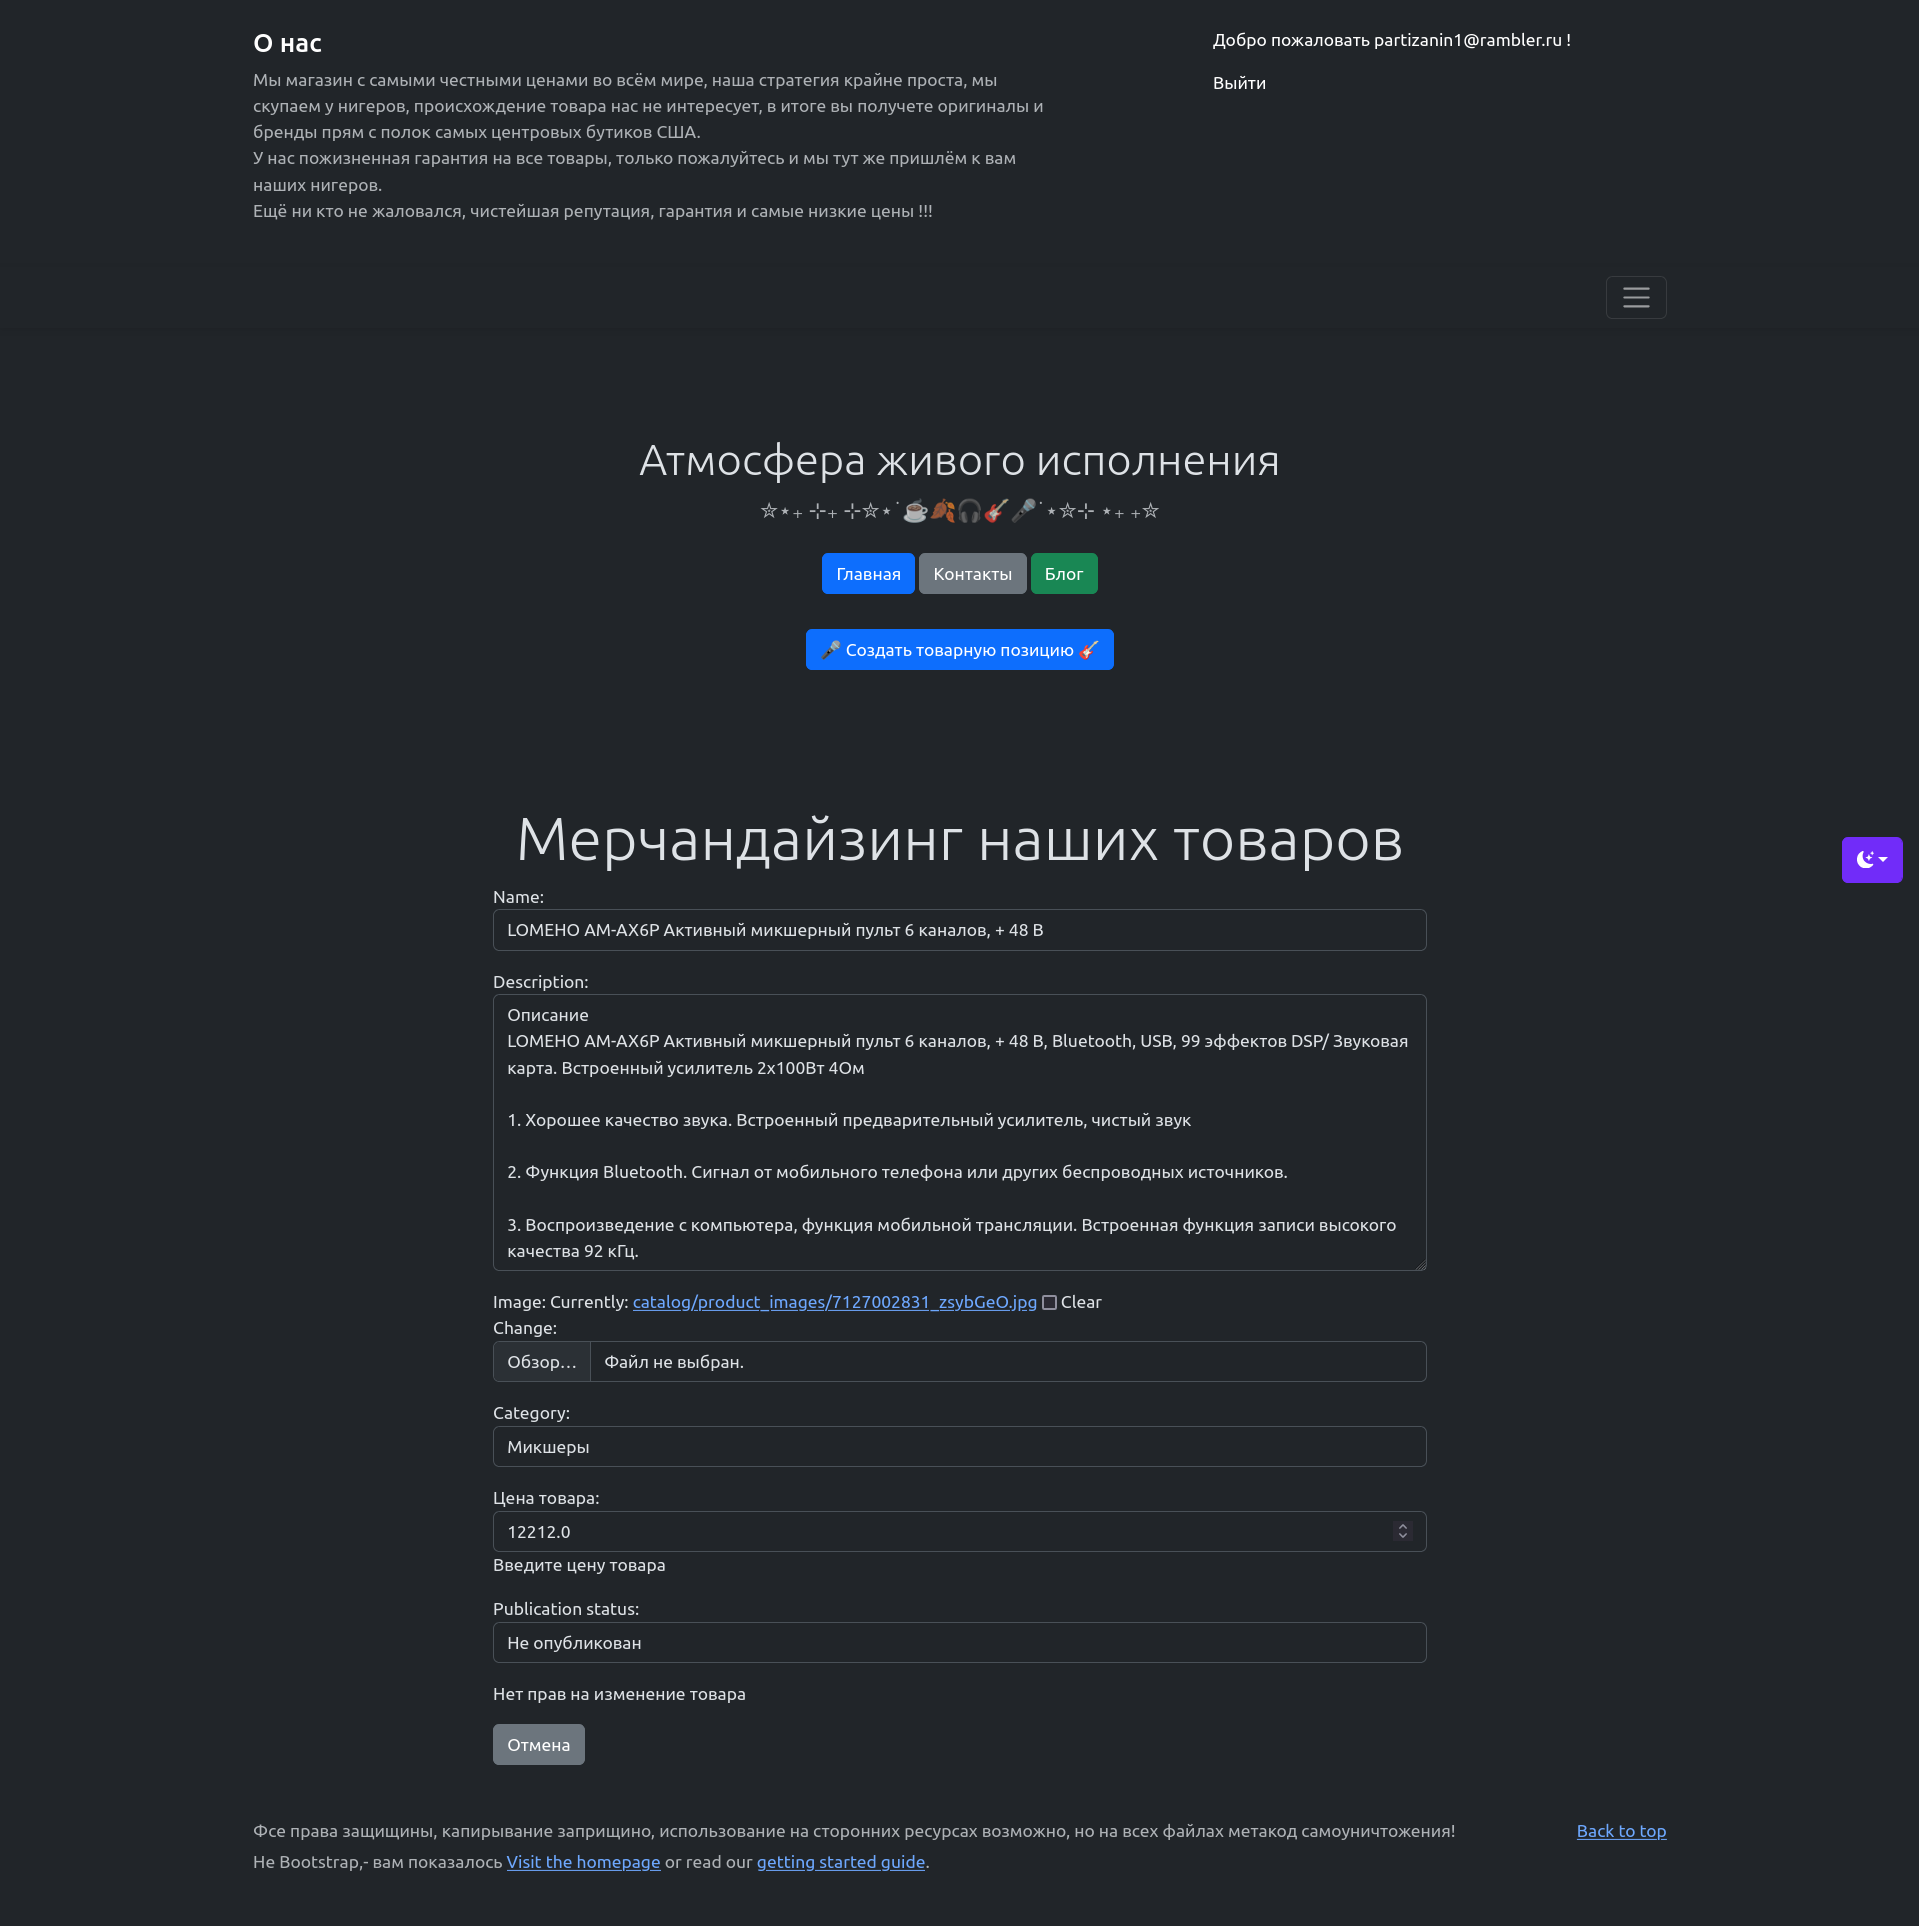 О нас
Мы магазин с самыми честными ценами во всём мире, наша стратегия крайне проста, мы
скупаем у нигеров, происхождение товара нас не интересует, в итоге вы получете оригиналы и
бренды прям с полок самых центровых бутиков США.
У нас пожизненная гарантия на все товары, только пожалуйтесь и мы тут же пришлём к вам
наших нигеров.
Ещё ни кто не жаловался, чистейшая репутация, гарантия и самые низкие цены !!!
Добро пожаловать partizanin1@rambler.ru !
Выйти
Атмосфера живого исполнения
✮⋆₊ ⊹₊ ⊹✮⋆˙☕🍂🎧🎸🎤˙⋆✮⊹ ⋆₊ ₊✮
Главная Контакты Блог
🎤 Создать товарную позицию 🎸
Мерчандайзинг наших товаров
Name:
LOMEHO AM-AX6P Активный микшерный пульт 6 каналов, + 48 В
Description:
Описание
LOMEHO AM-AX6P Активный микшерный пульт 6 каналов, + 48 В, Bluetooth, USB, 99 эффектов DSP/ Звуковая
карта. Встроенный усилитель 2x100Вт 4Ом
1. Хорошее качество звука. Встроенный предварительный усилитель, чистый звук
2. Функция Bluetooth. Сигнал от мобильного телефона или других беспроводных источников.
3. Воспроизведение с компьютера, функция мобильной трансляции. Встроенная функция записи высокого
качества 92 кГц.
Image: Currently: catalog/product_images/7127002831_zsybGeO.jpg Clear
Change:
Обзор… Файл не выбран.
Category:
Микшеры
Цена товара:
12212.0
Введите цену товара
Publication status:
Не опубликован
Нет прав на изменение товара
Отмена
Фсе права защищины, капирывание заприщино, использование на сторонних ресурсах возможно, но на всех файлах метакод самоуничтожения!
Back to top
Не Bootstrap,- вам показалось Visit the homepage or read our getting started guide.